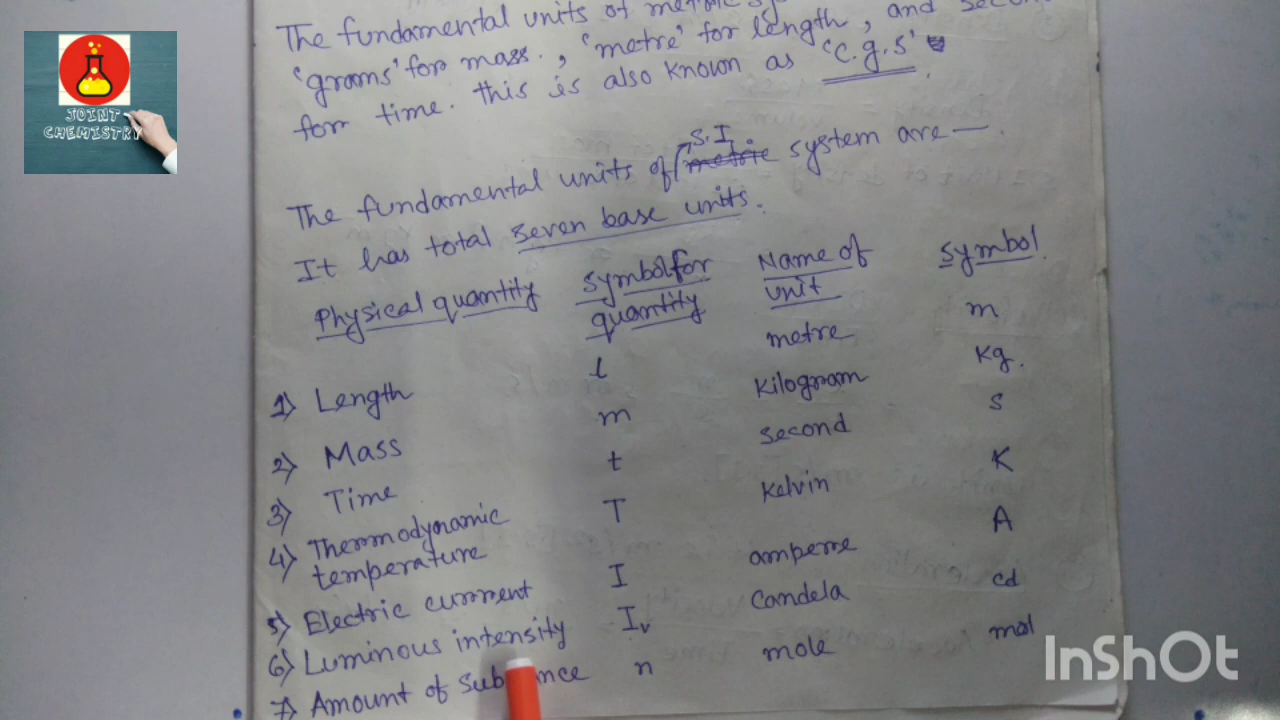 JOINT
CHEMISTRY
The fundamental units of metric
'grams' for mass., 'metre' for length, and
for time. This is also known as 'C.g.s'.
The fundamental units of S.I. metric system are —.
It has total seven base units.
Physical quantity symbol for quantity Name of unit symbol
1) Length l metre m
2) Mass m Kilogram Kg.
3) Time t second s
4) Thermodynamic temperature T Kelvin K
5) Electric current I ampere A
6) Luminous intensity Iv Candela cd
7) Amount of n mole mol
InShOt